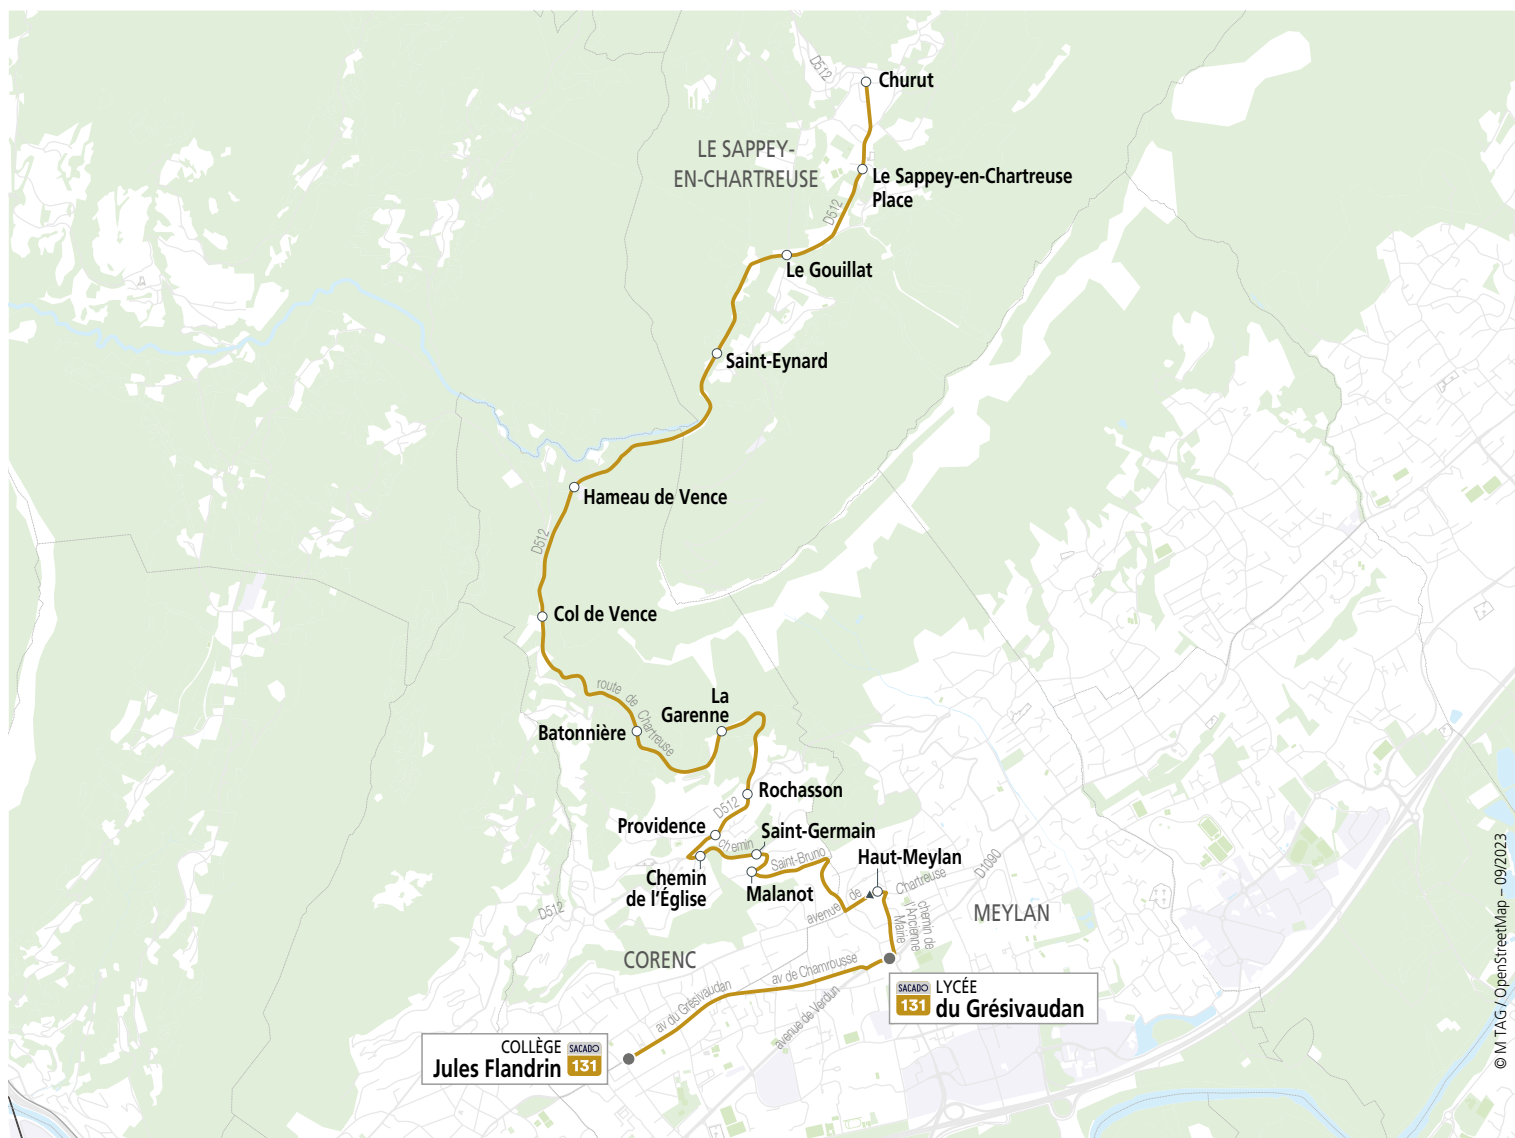 D512
Churut
LE SAPPEY-
EN-CHARTREUSE
Le Sappey-en-Chartreuse
Place
D512
Le Gouillat
Saint-Eynard
Hameau de Vence
D512
Col de Vence
route de Chartreuse
La
Garenne
Batonnière
Rochasson
D512
Providence
Saint-Germain
chemin
Saint-Bruno
Haut-Meylan
D1090
Chemin
de l'Église
Malanot
avenue de Chartreuse
D512
chemin de
l'Ancienne
Mairie
MEYLAN
CORENC
av de Chamrousse
av du Grésivaudan
avenue de Verdun
SACADO
131
LYCÉE
du Grésivaudan
COLLÈGE
Jules Flandrin
SACADO
131
© M TAG / OpenStreetMap – 09/2023